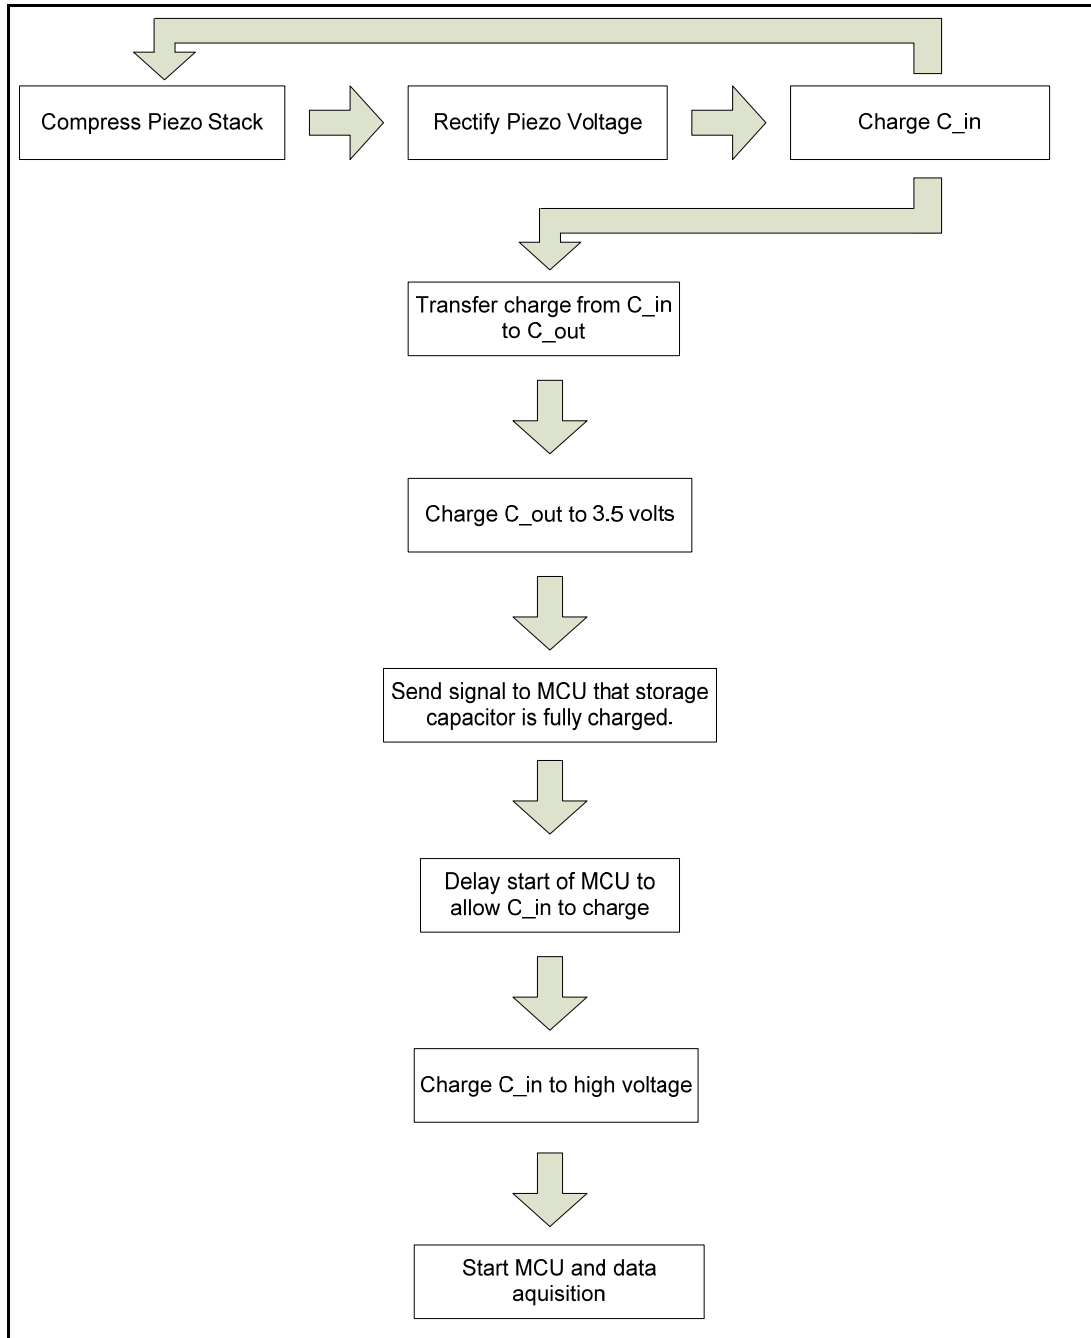 Compress Piezo Stack
Rectify Piezo Voltage
Charge C_in
Transfer charge from C_in
to C_out
Charge C_out to 3.5 volts
Send signal to MCU that storage
capacitor is fully charged.
Delay start of MCU to
allow C_in to charge
Charge C_in to high voltage
Start MCU and data
aquisition